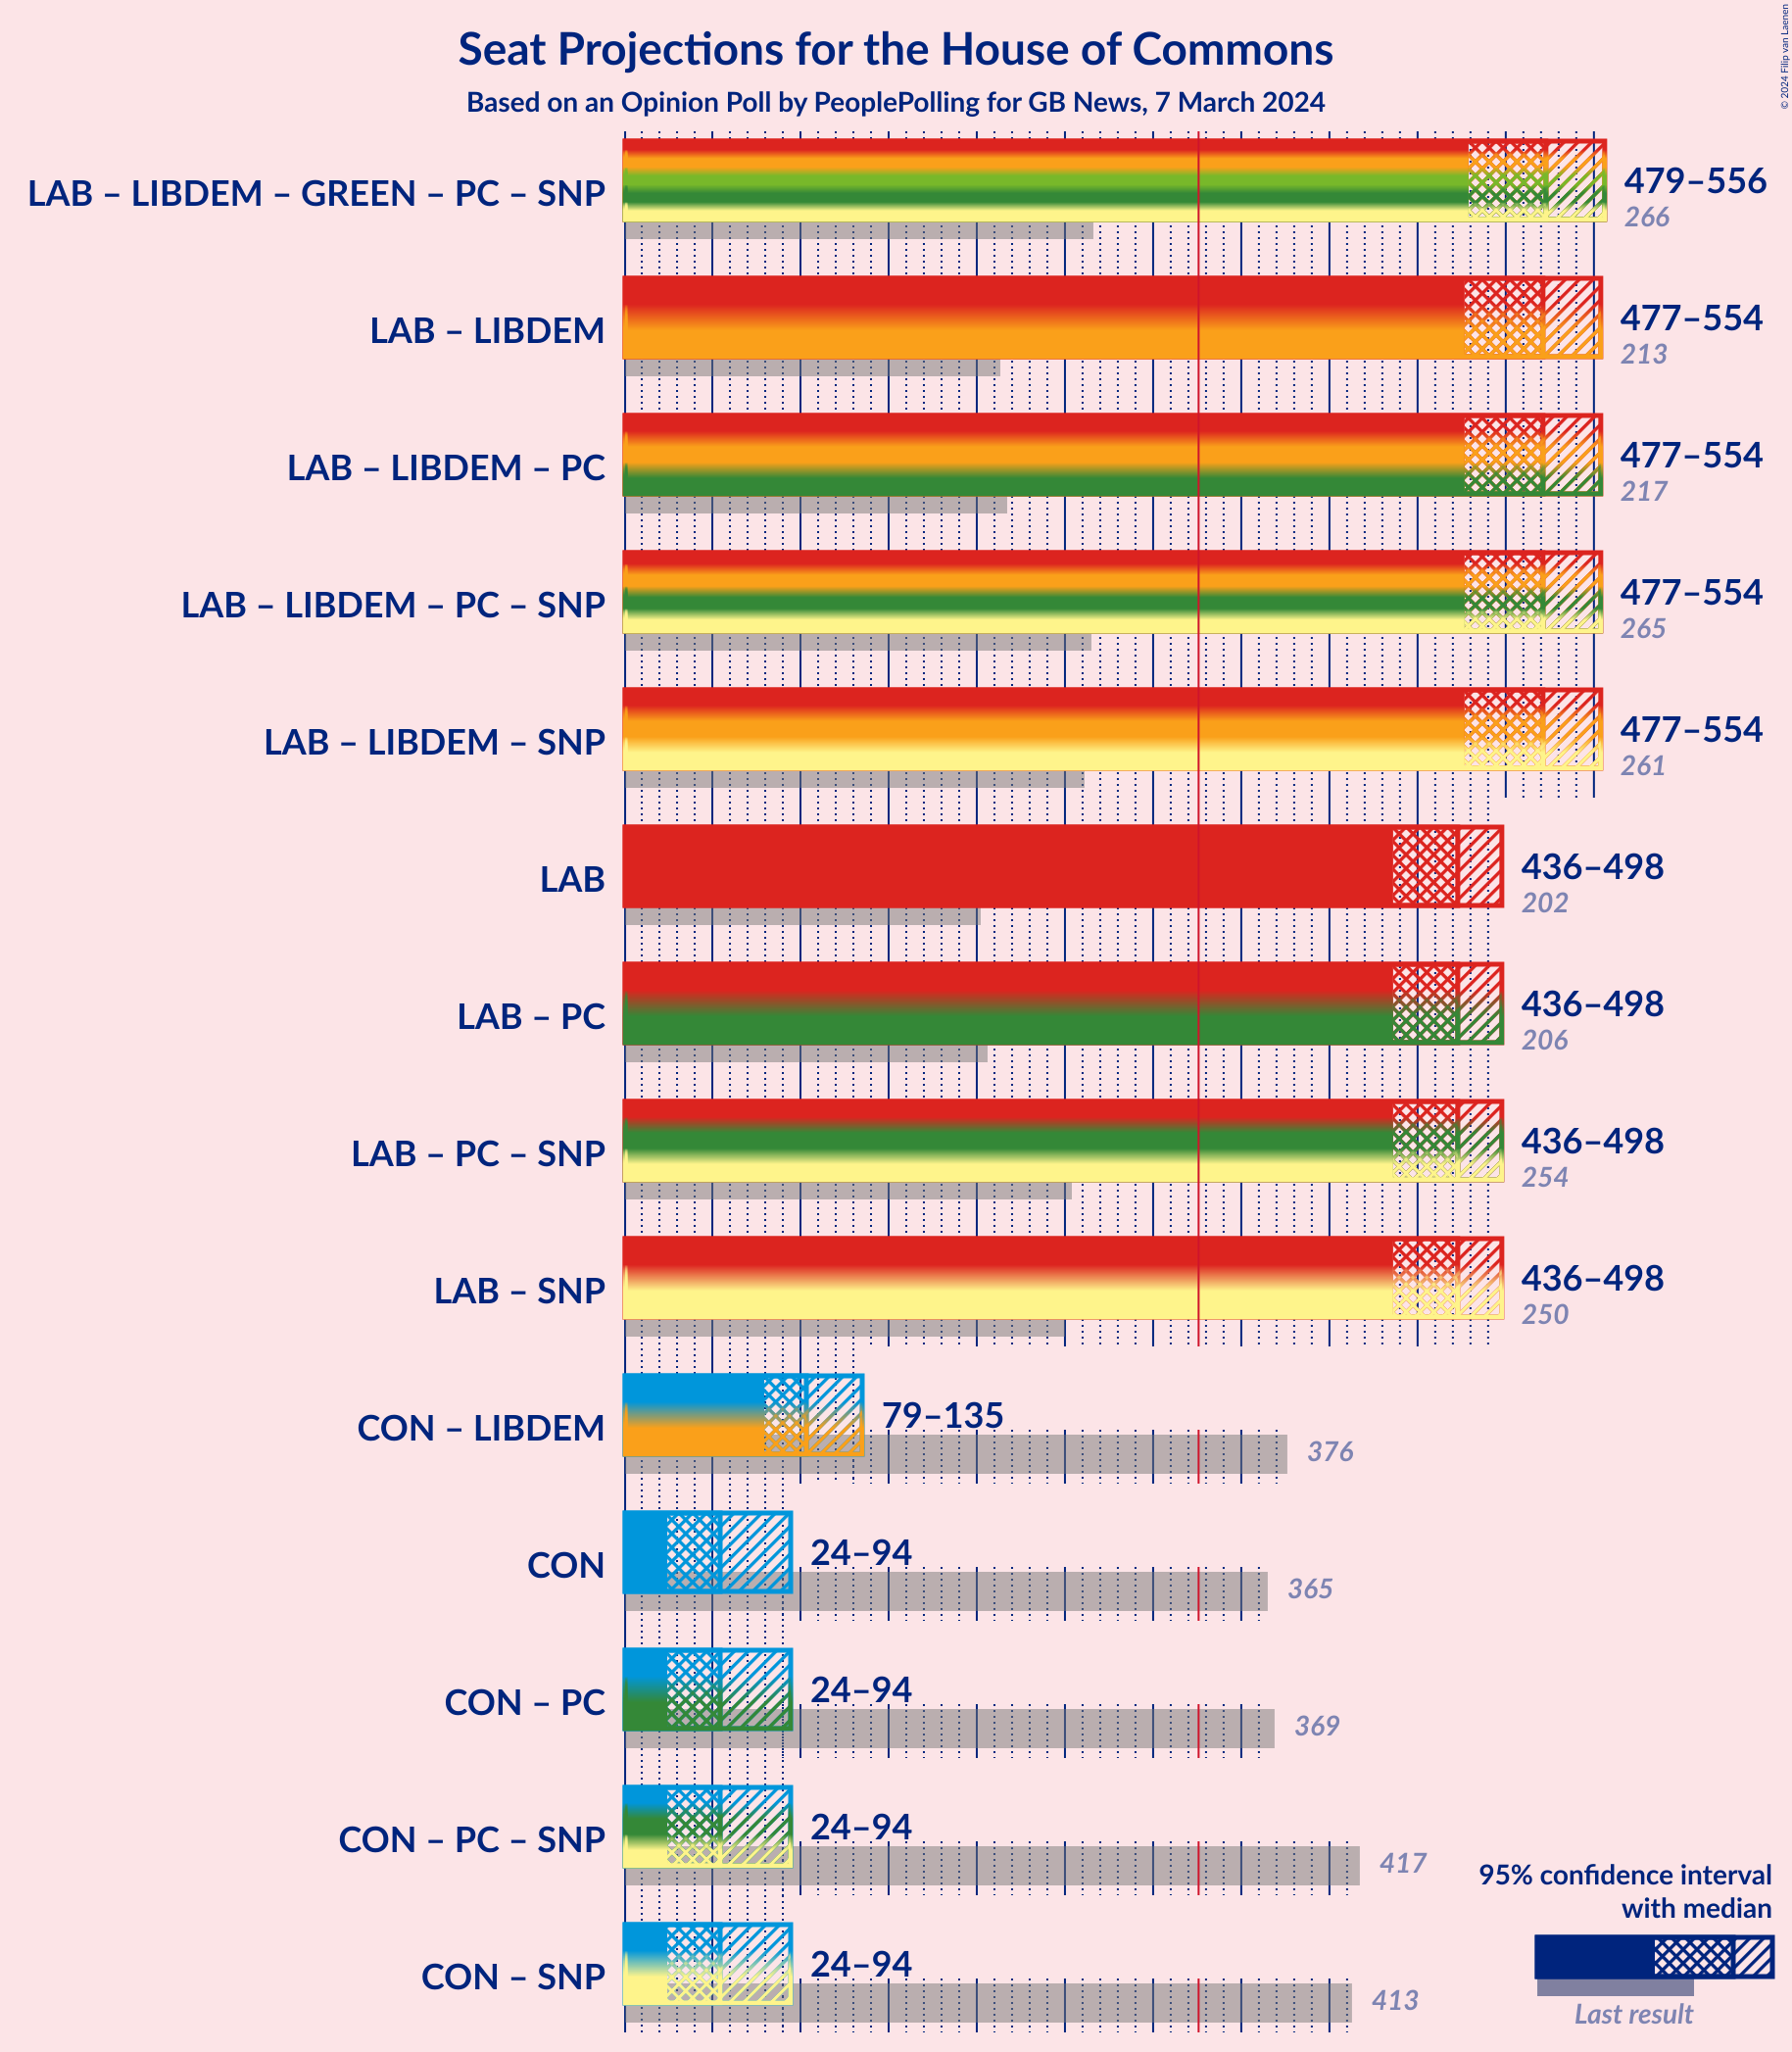 Seat Projections for the House of Commons
Based on an Opinion Poll by PeoplePolling for GB News, 7 March 2024
© 2024 Filip van Laenen
LAB – LIBDEM – GREEN – PC – SNP
479–556
266
LAB – LIBDEM
477–554
213
LAB – LIBDEM – PC
477–554
217
LAB – LIBDEM – PC – SNP
477–554
265
LAB – LIBDEM – SNP
477–554
261
LAB
436–498
202
LAB – PC
436–498
206
LAB – PC – SNP
436–498
254
LAB – SNP
436–498
250
CON – LIBDEM
79–135
376
CON
24–94
365
CON – PC
24–94
369
CON – PC – SNP
24–94
417
CON – SNP
24–94
413
95% confidence interval
with median
Last result